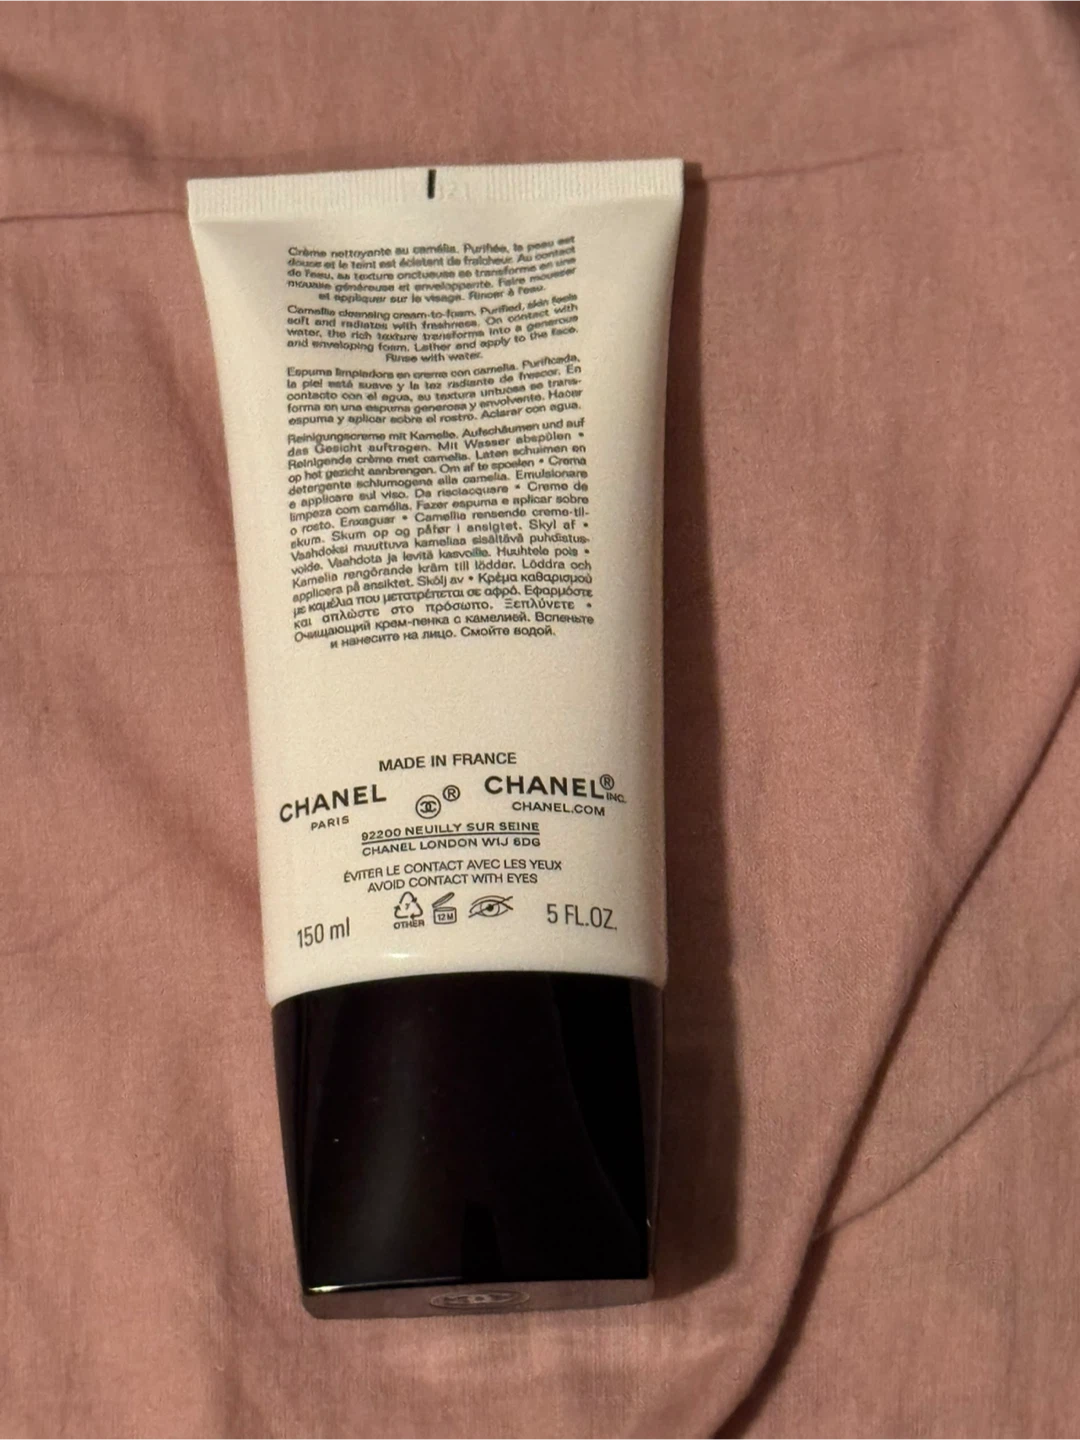 Crème nettoyante au camélia. Purifiée, la peau est
douce et le teint est éclatant de fraîcheur. Au contact
de l'eau, sa texture onctueuse se transforme en une
mousse généreuse et enveloppante. Faire mousser
et appliquer sur le visage. Rincer à l'eau.
Camellia cleansing cream-to-foam. Purified, skin feels
soft and radiates with freshness. On contact with
water, the rich texture transforms into a generous
and enveloping foam. Lather and apply to the face.
Rinse with water.
Espuma limpiadora en crema con camelia. Purificada,
la piel está suave y la tez radiante de frescor. En
contacto con el agua, su textura untuosa se trans-
forma en una espuma generosa y envolvente. Hacer
espuma y aplicar sobre el rostro. Aclarar con agua.
Reinigungscreme mit Kamelie. Aufschäumen und auf
das Gesicht auftragen. Mit Wasser abspülen •
Reinigende crème met camelia. Laten schuimen en
op het gezicht aanbrengen. Om af te spoelen • Crema
detergente schiumogena alla camelia. Emulsionare
e applicare sul viso. Da risciacquare • Creme de
limpeza com camélia. Fazer espuma e aplicar sobre
o rosto. Enxaguar • Camellia rensende creme-til-
skum. Skum op og påfør i ansigtet. Skyl af •
Vaahdoksi muuttuva kameliaa sisältävä puhdistus-
voide. Vaahdota ja levitä kasvoille. Huuhtele pois •
Kamelia rengörande kräm till lödder. Löddra och
applicera på ansiktet. Skölj av • Κρέμα καθαρισμού
με καμέλια που μετατρέπεται σε αφρό. Εφαρμόστε
και απλώστε στο πρόσωπο. Ξεπλύνετε •
Очищающий крем-пенка с камелией. Вспеньте
и нанесите на лицо. Смойте водой.
MADE IN FRANCE
CHANEL ® CHANEL® INC.
PARIS CHANEL.COM
92200 NEUILLY SUR SEINE
CHANEL LONDON W1J 6DG
ÉVITER LE CONTACT AVEC LES YEUX
AVOID CONTACT WITH EYES
150 ml 7 OTHER 12M 5 FL.OZ.